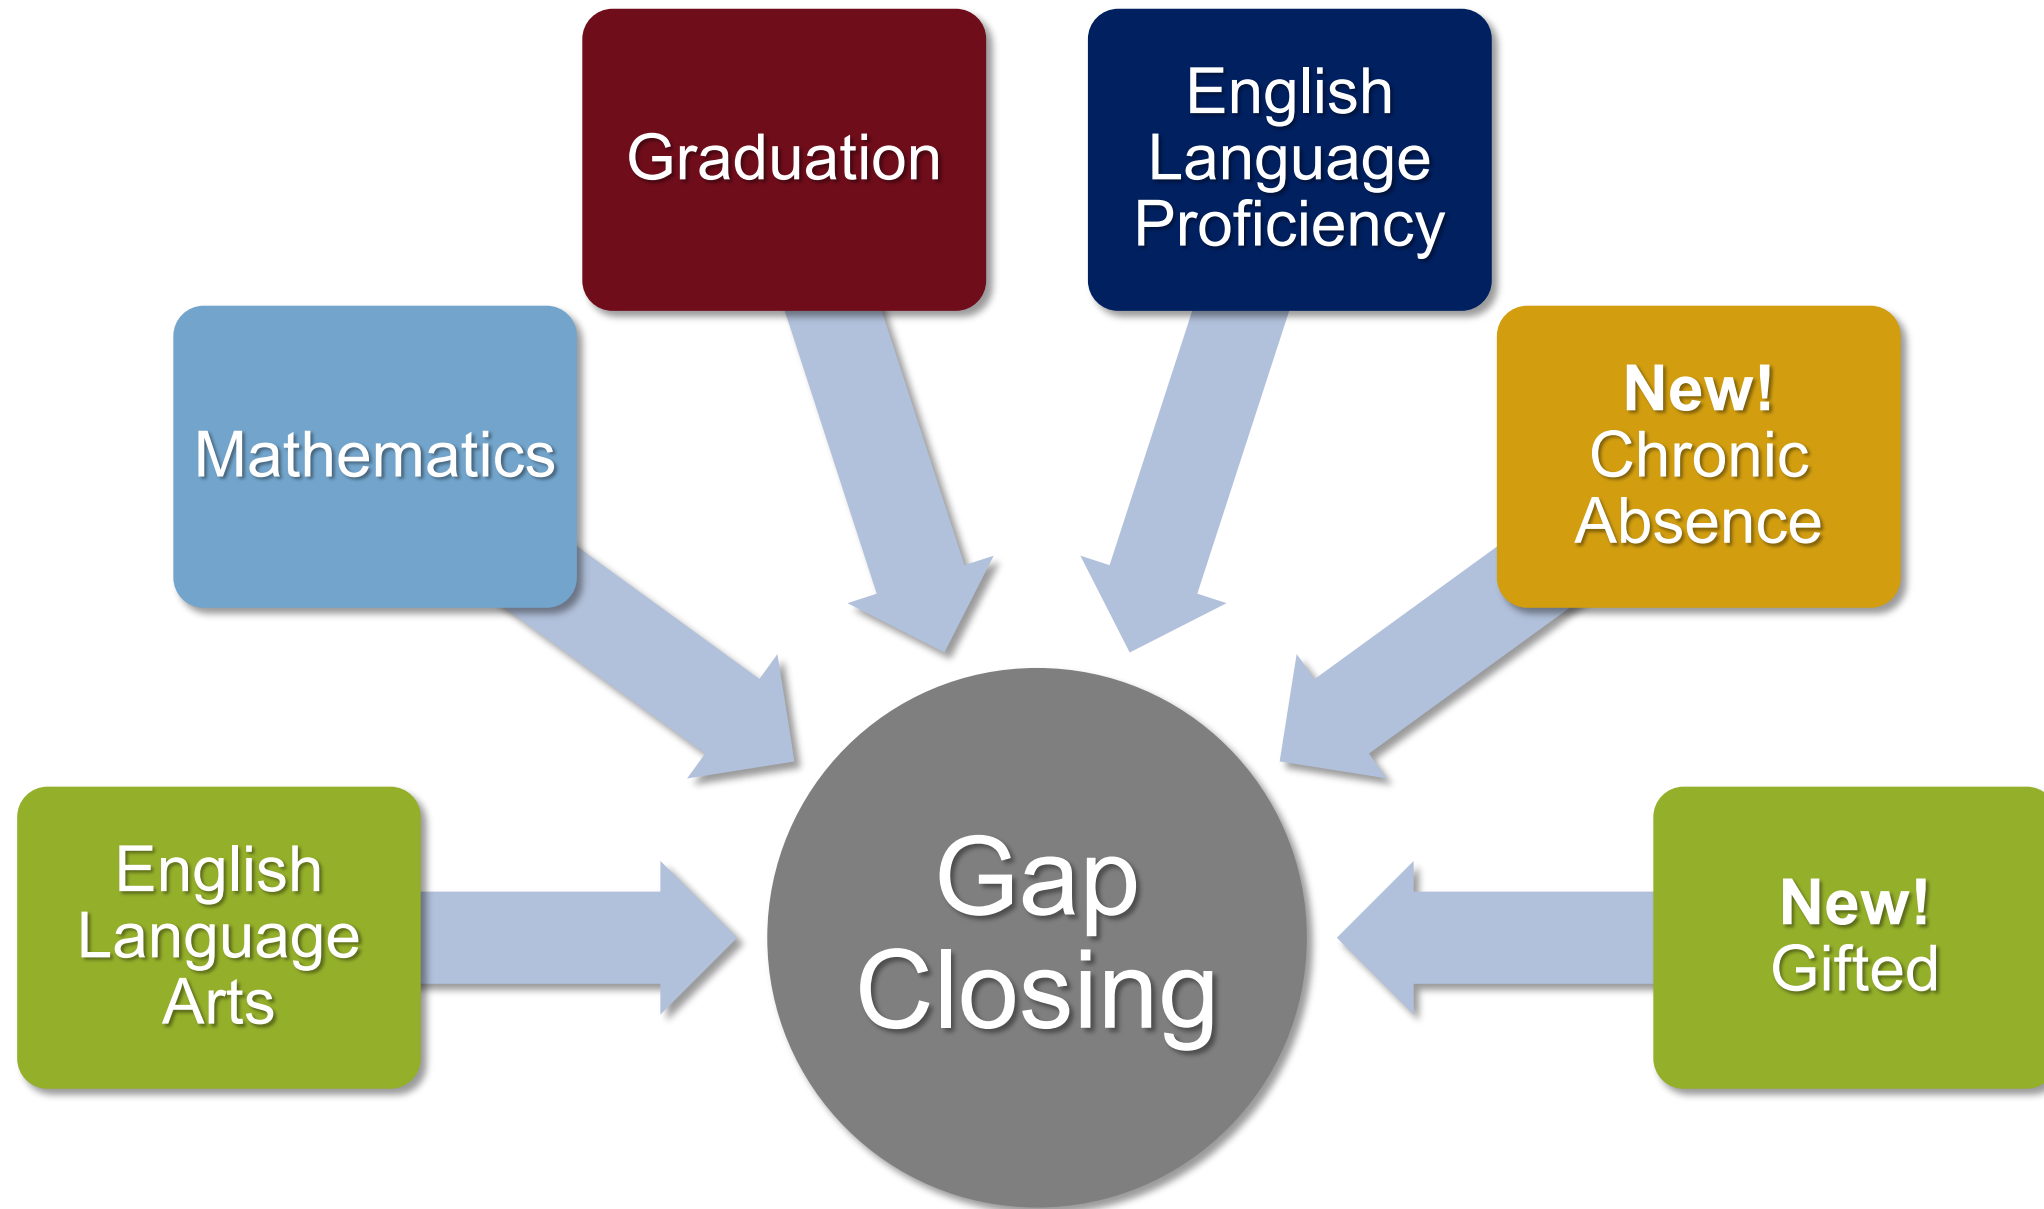 Graduation
English
Language
Proficiency
Mathematics
New!
Chronic
Absence
English
Language
Arts
Gap
Closing
New!
Gifted